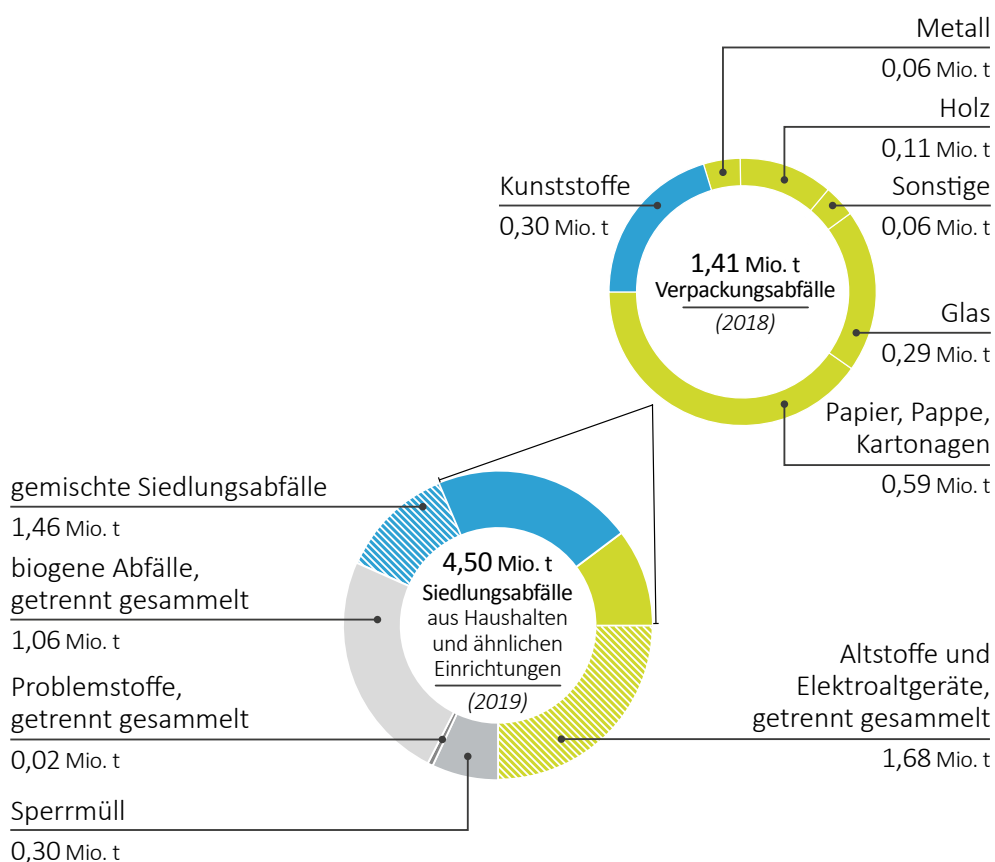 Metall
0,06 Mio. t
Holz
0,11 Mio. t
Kunststoffe
0,30 Mio. t
Sonstige
0,06 Mio. t
1,41 Mio. t
Verpackungsabfälle
(2018)
Glas
0,29 Mio. t
Papier, Pappe,
Kartonagen
0,59 Mio. t
gemischte Siedlungsabfälle
1,46 Mio. t
biogene Abfälle,
getrennt gesammelt
1,06 Mio. t
Problemstoffe,
getrennt gesammelt
0,02 Mio. t
Sperrmüll
0,30 Mio. t
4,50 Mio. t
Siedlungsabfälle
aus Haushalten
und ähnlichen
Einrichtungen
(2019)
Altstoffe und
Elektroaltgeräte,
getrennt gesammelt
1,68 Mio. t